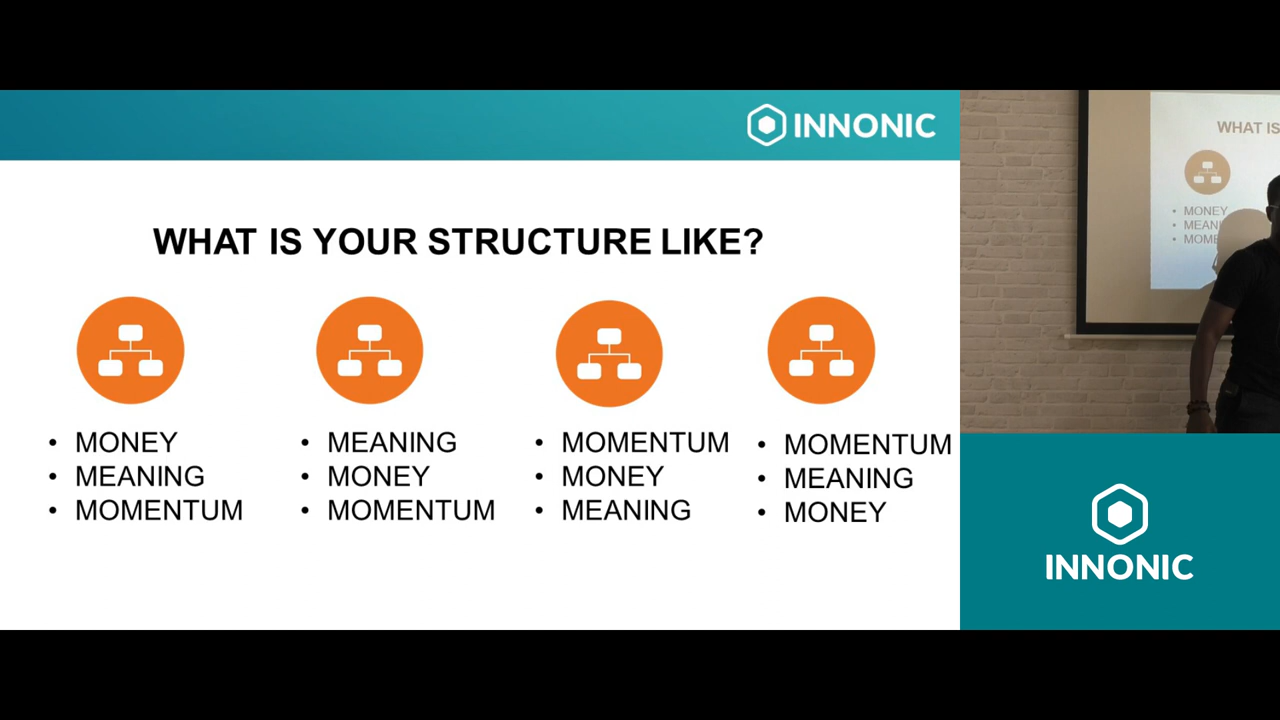 INNONIC
WHAT IS YOUR STRUCTURE LIKE?
• MONEY
• MEANING
• MOMENTUM
• MEANING
• MONEY
• MOMENTUM
• MOMENTUM
• MONEY
• MEANING
• MOMENTUM
• MEANING
• MONEY
WHAT IS
• MONEY
• MEAN
• MOME
INNONIC